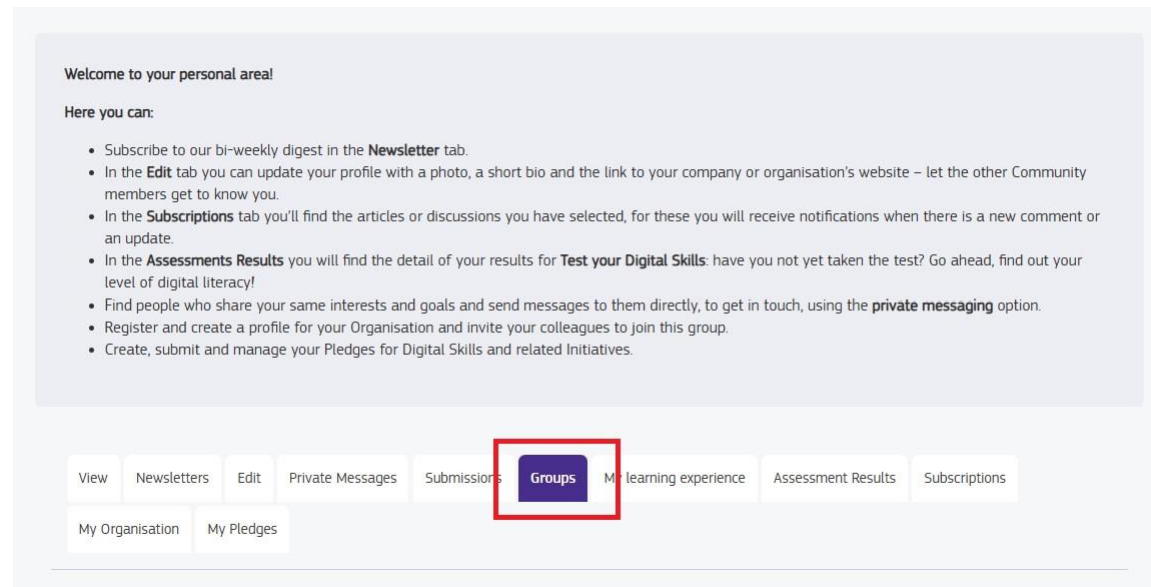 Welcome to your personal area!
Here you can:
• Subscribe to our bi-weekly digest in the Newsletter tab.
• In the Edit tab you can update your profile with a photo, a short bio and the link to your company or organisation's website – let the other Community
members get to know you.
• In the Subscriptions tab you'll find the articles or discussions you have selected, for these you will receive notifications when there is a new comment or
an update.
• In the Assessments Results you will find the detail of your results for Test your Digital Skills: have you not yet taken the test? Go ahead, find out your
level of digital literacy!
• Find people who share your same interests and goals and send messages to them directly, to get in touch, using the private messaging option.
• Register and create a profile for your Organisation and invite your colleagues to join this group.
• Create, submit and manage your Pledges for Digital Skills and related Initiatives.
View Newsletters Edit Private Messages Submissions Groups My learning experience Assessment Results Subscriptions
My Organisation My Pledges